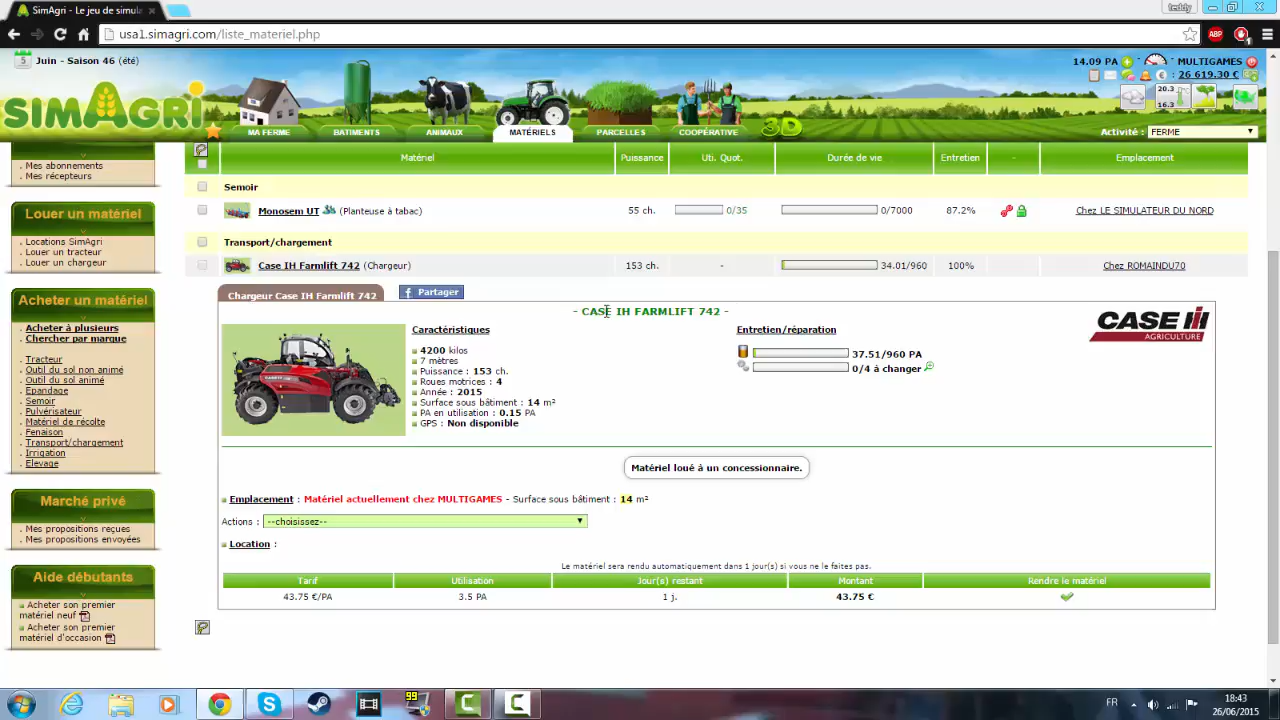 SimAgri - Le jeu de simula
teddy
usa1.simagri.com/liste_materiel.php
ABP
1
5
Juin - Saison 46 (été)
14.09 PA
MULTIGAMES
26 619.30 €
20.3
16.3
SIMAGRI
MA FERME
BATIMENTS
ANIMAUX
MATÉRIELS
PARCELLES
COOPÉRATIVE
3D
Activité : FERME
. Mes abonnements
. Mes récepteurs
Louer un matériel
. Locations SimAgri
. Louer un tracteur
. Louer un chargeur
Acheter un matériel
. Acheter à plusieurs
. Chercher par marque
. Tracteur
. Outil du sol non animé
. Outil du sol animé
. Epandage
. Semoir
. Pulvérisateur
. Matériel de récolte
. Fenaison
. Transport/chargement
. Irrigation
. Elevage
Marché privé
. Mes propositions reçues
. Mes propositions envoyées
Aide débutants
Acheter son premier
matériel neuf
Acheter son premier
matériel d'occasion
Matériel Puissance Uti. Quot. Durée de vie Entretien - Emplacement
Semoir
Monosem UT (Planteuse à tabac) 55 ch. 0/35 0/7000 87.2% Chez LE SIMULATEUR DU NORD
Transport/chargement
Case IH Farmlift 742 (Chargeur) 153 ch. - 34.01/960 100% Chez ROMAINDU70
Chargeur Case IH Farmlift 742
f Partager
- CASE IH FARMLIFT 742 -
Caractéristiques
4200 kilos
7 mètres
Puissance : 153 ch.
Roues motrices : 4
Année : 2015
Surface sous bâtiment : 14 m²
PA en utilisation : 0.15 PA
GPS : Non disponible
Entretien/réparation
37.51/960 PA
0/4 à changer
CASE IH
AGRICULTURE
Matériel loué à un concessionnaire.
Emplacement : Matériel actuellement chez MULTIGAMES - Surface sous bâtiment : 14 m²
Actions : --choisissez--
Location :
Le matériel sera rendu automatiquement dans 1 jour(s) si vous ne le faites pas.
Tarif Utilisation Jour(s) restant Montant Rendre le matériel
43.75 €/PA 3.5 PA 1 j. 43.75 €
99
FR
18:43
26/06/2015